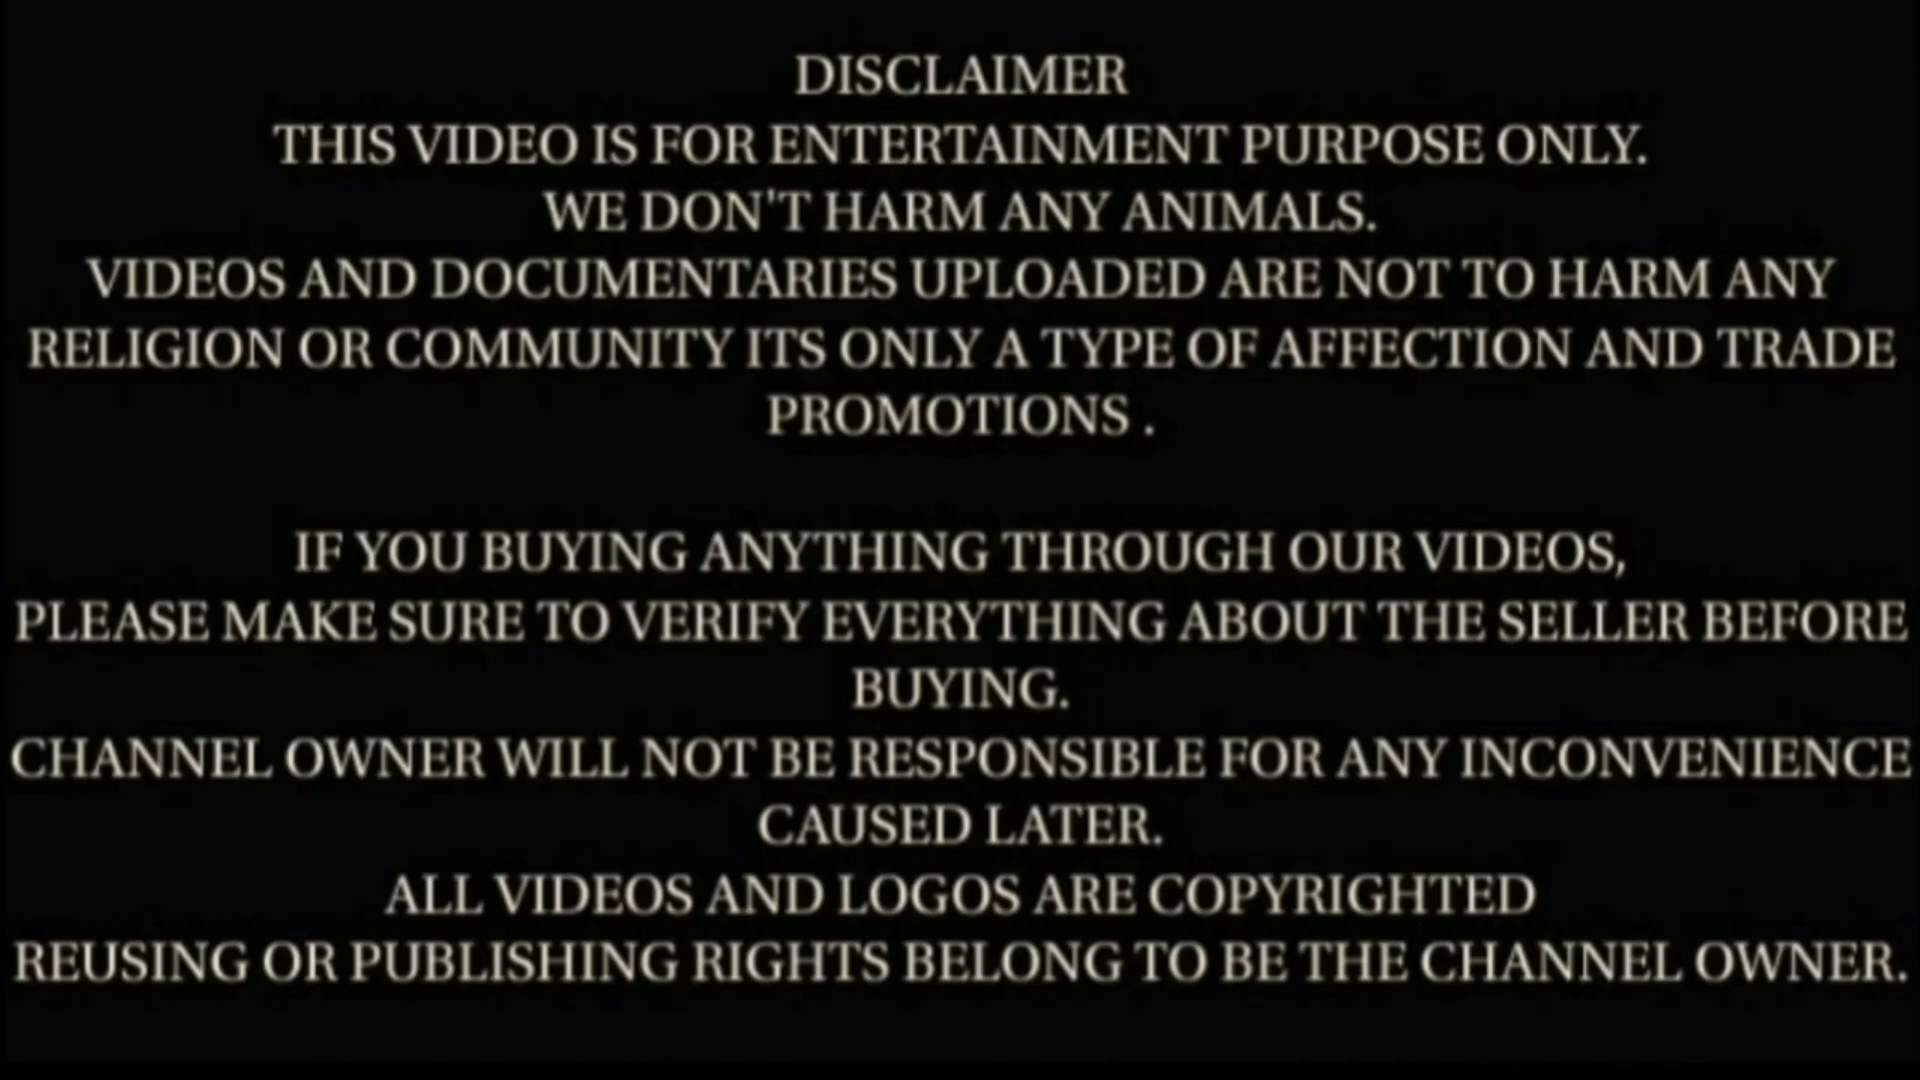 DISCLAIMER
THIS VIDEO IS FOR ENTERTAINMENT PURPOSE ONLY.
WE DON'T HARM ANY ANIMALS.
VIDEOS AND DOCUMENTARIES UPLOADED ARE NOT TO HARM ANY
RELIGION OR COMMUNITY ITS ONLY A TYPE OF AFFECTION AND TRADE
PROMOTIONS .
IF YOU BUYING ANYTHING THROUGH OUR VIDEOS,
PLEASE MAKE SURE TO VERIFY EVERYTHING ABOUT THE SELLER BEFORE
BUYING.
CHANNEL OWNER WILL NOT BE RESPONSIBLE FOR ANY INCONVENIENCE
CAUSED LATER.
ALL VIDEOS AND LOGOS ARE COPYRIGHTED
REUSING OR PUBLISHING RIGHTS BELONG TO BE THE CHANNEL OWNER.